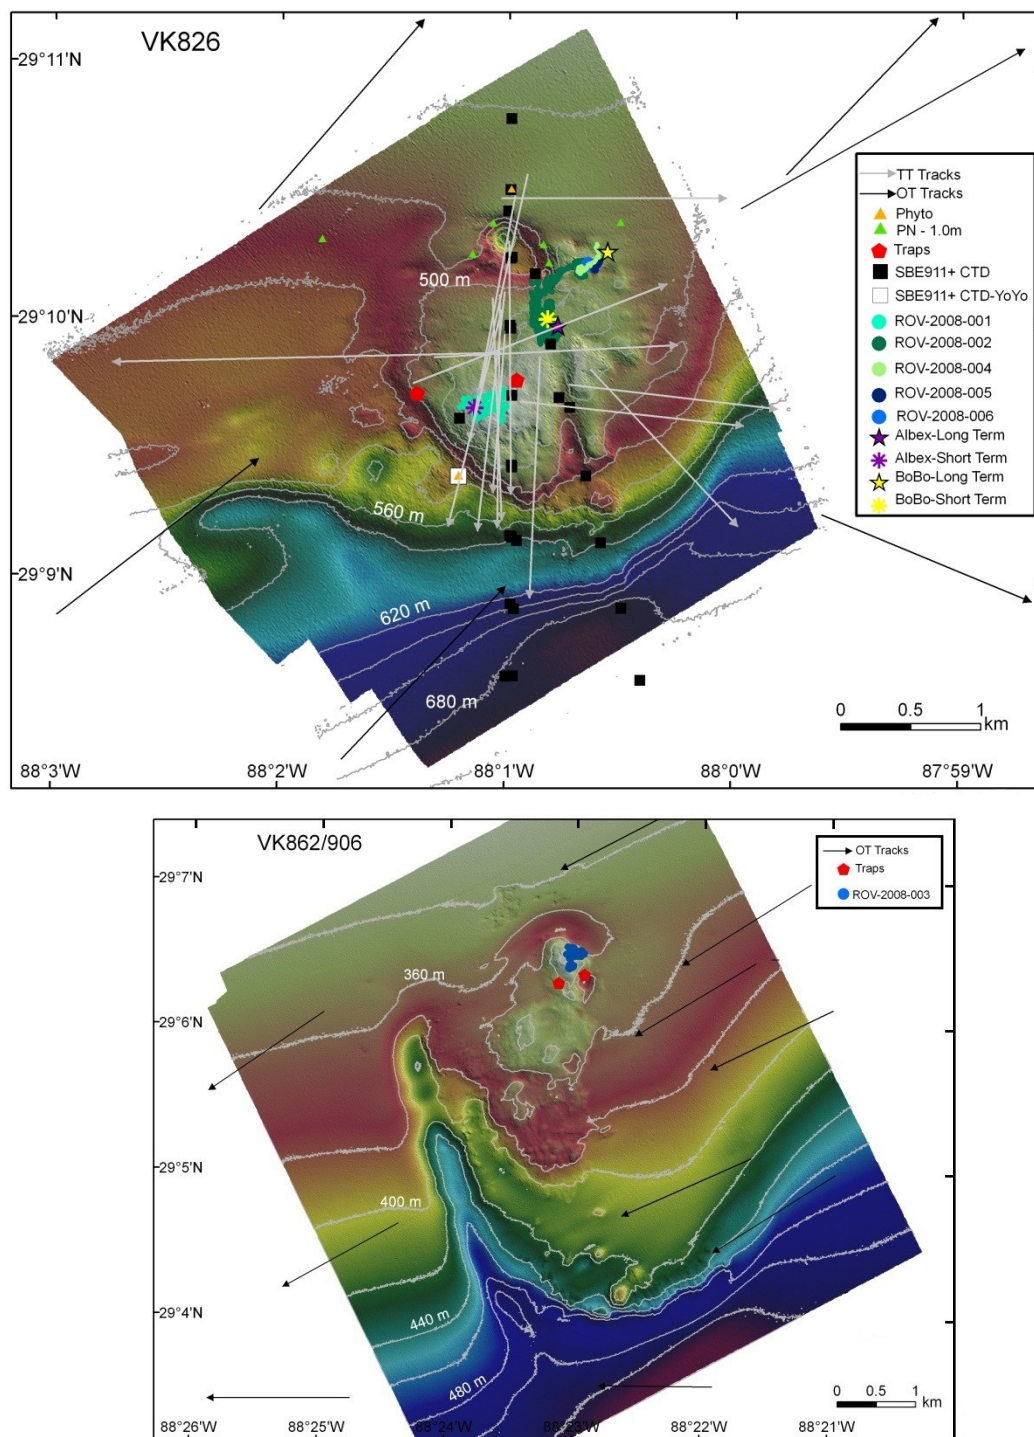 VK826
29°11'N
29°10'N
29°9'N
500 m
560 m
620 m
680 m
TT Tracks
OT Tracks
Phyto
PN - 1.0m
Traps
SBE911+ CTD
SBE911+ CTD-YoYo
ROV-2008-001
ROV-2008-002
ROV-2008-004
ROV-2008-005
ROV-2008-006
Albex-Long Term
Albex-Short Term
BoBo-Long Term
BoBo-Short Term
0 0.5 1
km
88°3'W 88°2'W 88°1'W 88°0'W 87°59'W
VK862/906
OT Tracks
Traps
ROV-2008-003
29°7'N
29°6'N
29°5'N
29°4'N
360 m
400 m
440 m
480 m
0 0.5 1
km
88°26'W 88°25'W 88°24'W 88°23'W 88°22'W 88°21'W